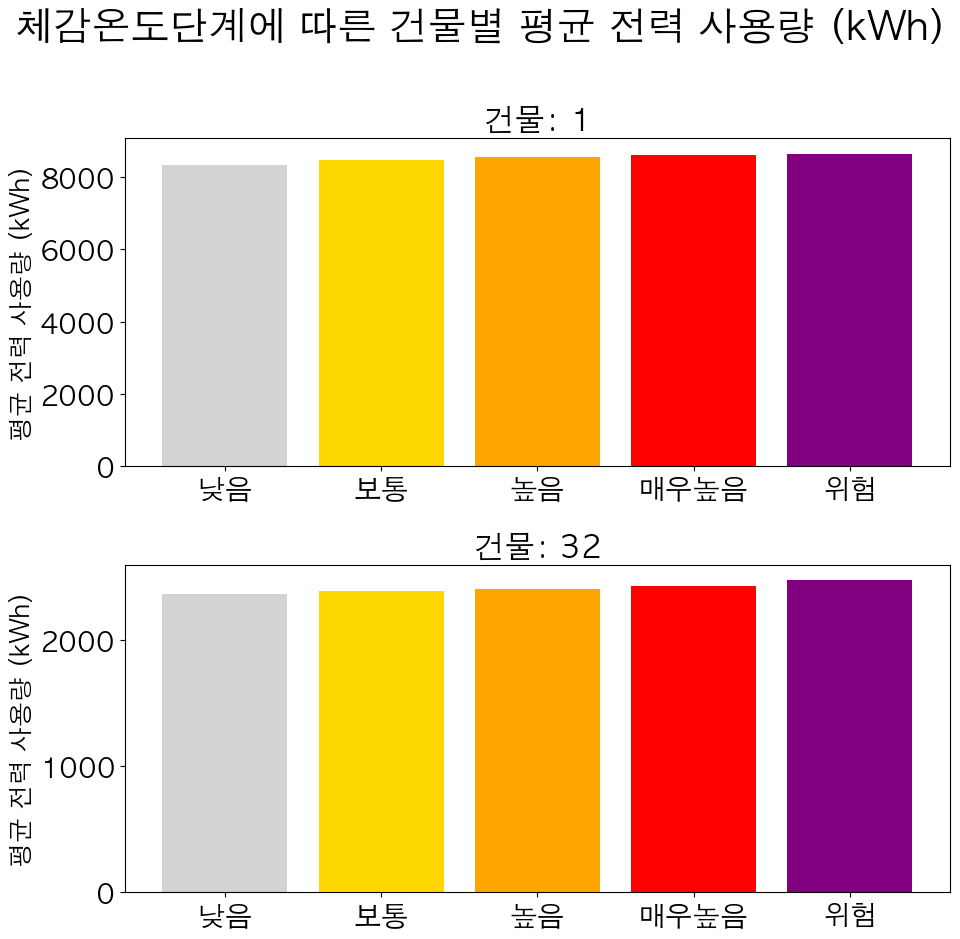 체감온도단계에 따른 건물별 평균 전력 사용량 (kWh)
건물: 1
평균 전력 사용량 (kWh)
8000
6000
4000
2000
0
낮음 보통 높음 매우높음 위험
건물: 32
평균 전력 사용량 (kWh)
2000
1000
0
낮음 보통 높음 매우높음 위험